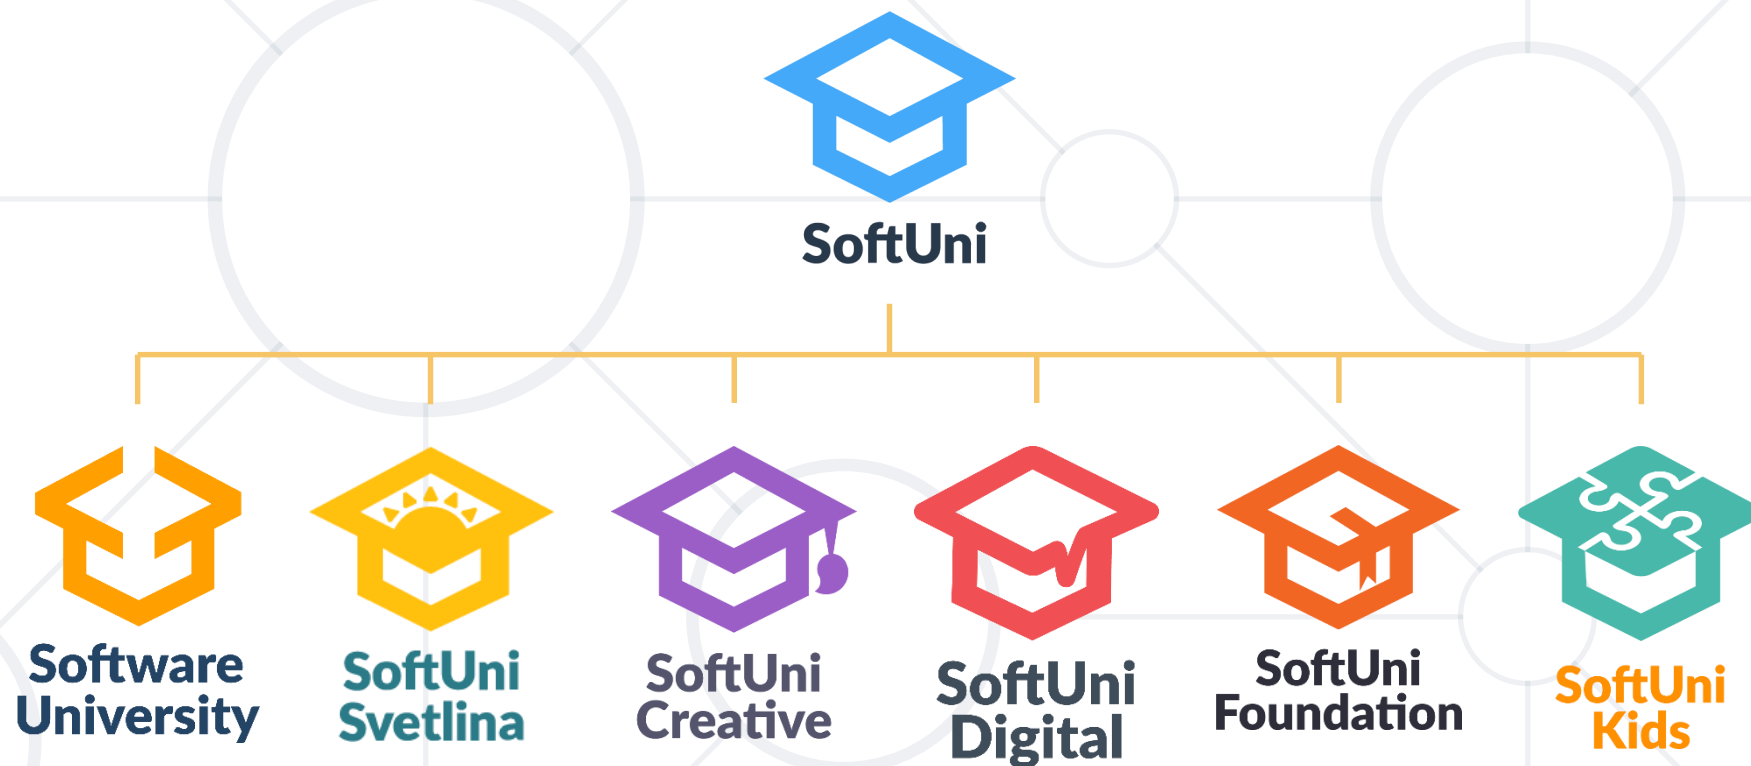 SoftUni
Software
University
SoftUni
Svetlina
SoftUni
Creative
SoftUni
Digital
SoftUni
Foundation
SoftUni
Kids